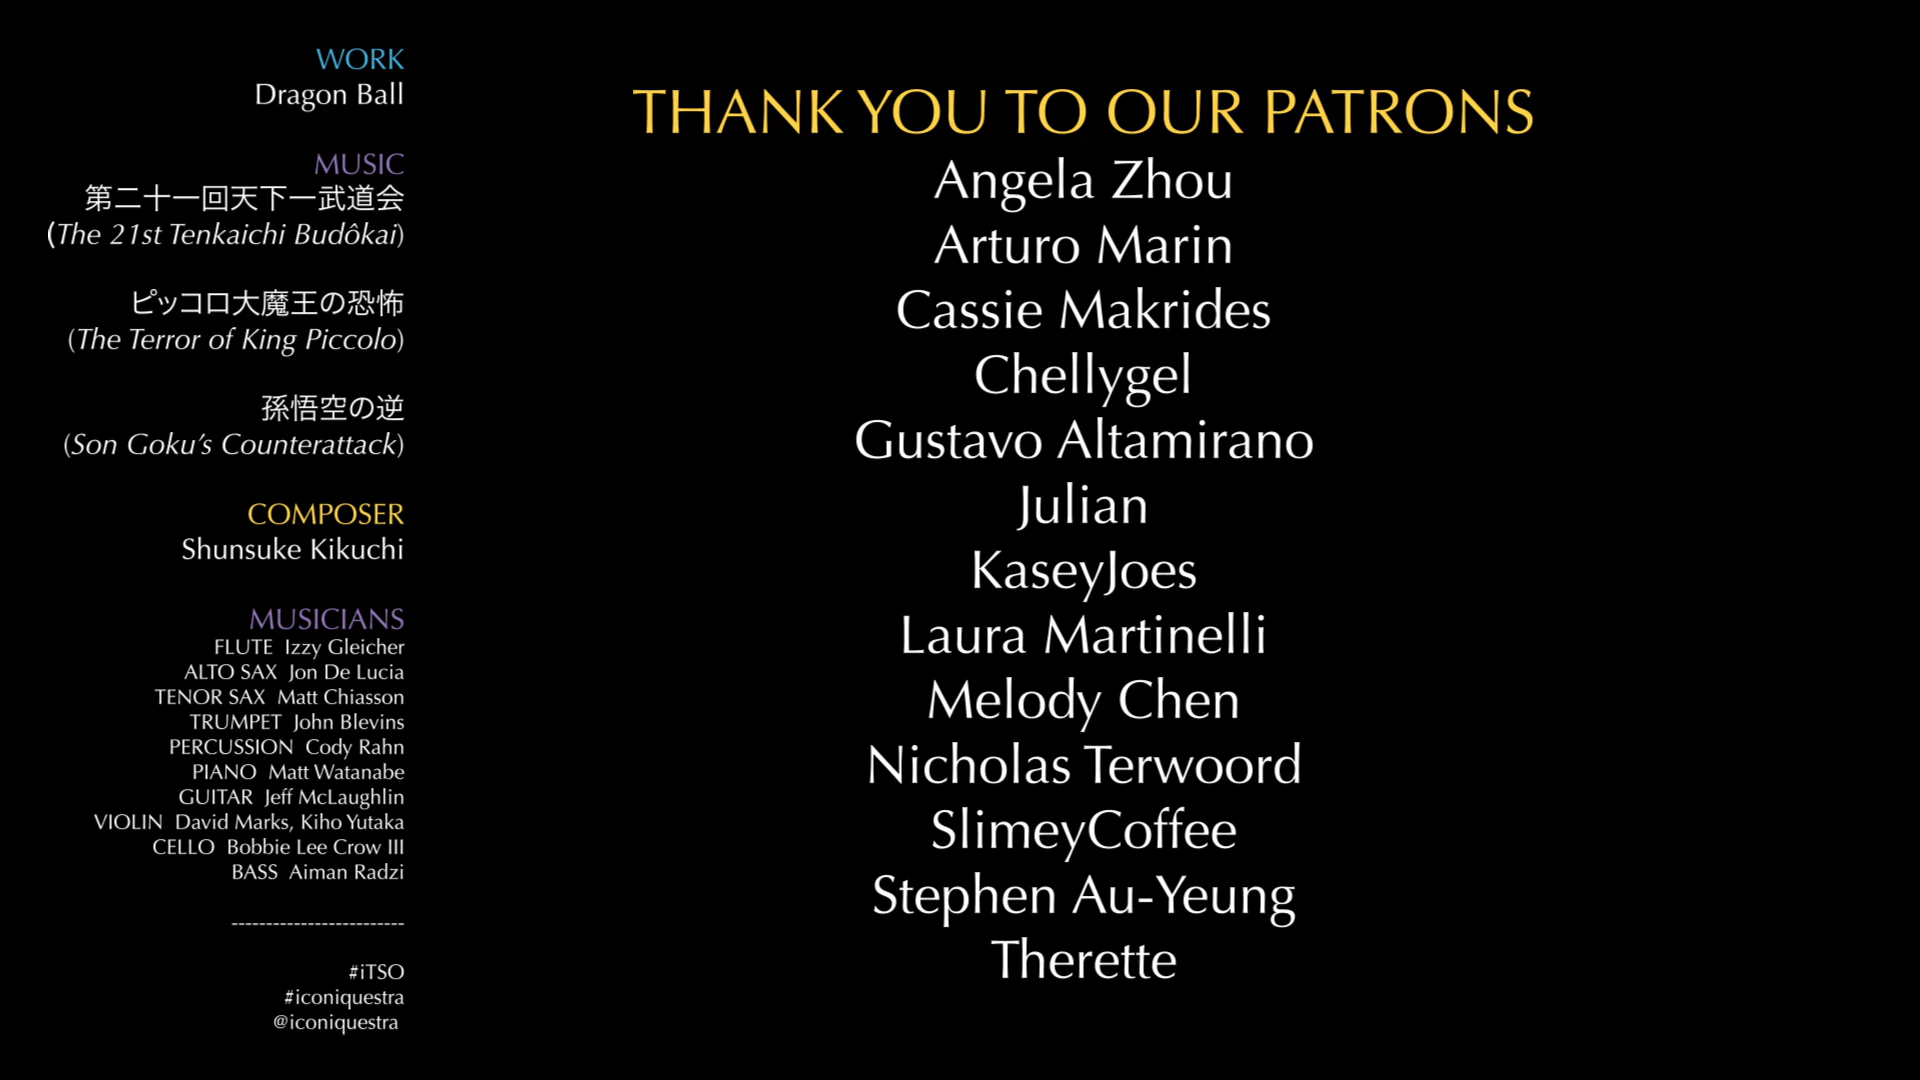 WORK
Dragon Ball
MUSIC
第二十一回天下一武道会
(The 21st Tenkaichi Budôkai)
ピッコロ大魔王の恐怖
(The Terror of King Piccolo)
孫悟空の逆
(Son Goku's Counterattack)
COMPOSER
Shunsuke Kikuchi
MUSICIANS
FLUTE Izzy Gleicher
ALTO SAX Jon De Lucia
TENOR SAX Matt Chiasson
TRUMPET John Blevins
PERCUSSION Cody Rahn
PIANO Matt Watanabe
GUITAR Jeff McLaughlin
VIOLIN David Marks, Kiho Yutaka
CELLO Bobbie Lee Crow III
BASS Aiman Radzi
-------------------------
#iTSO
#iconiquestra
@iconiquestra
THANK YOU TO OUR PATRONS
Angela Zhou
Arturo Marin
Cassie Makrides
Chellygel
Gustavo Altamirano
Julian
KaseyJoes
Laura Martinelli
Melody Chen
Nicholas Terwoord
SlimeyCoffee
Stephen Au-Yeung
Therette